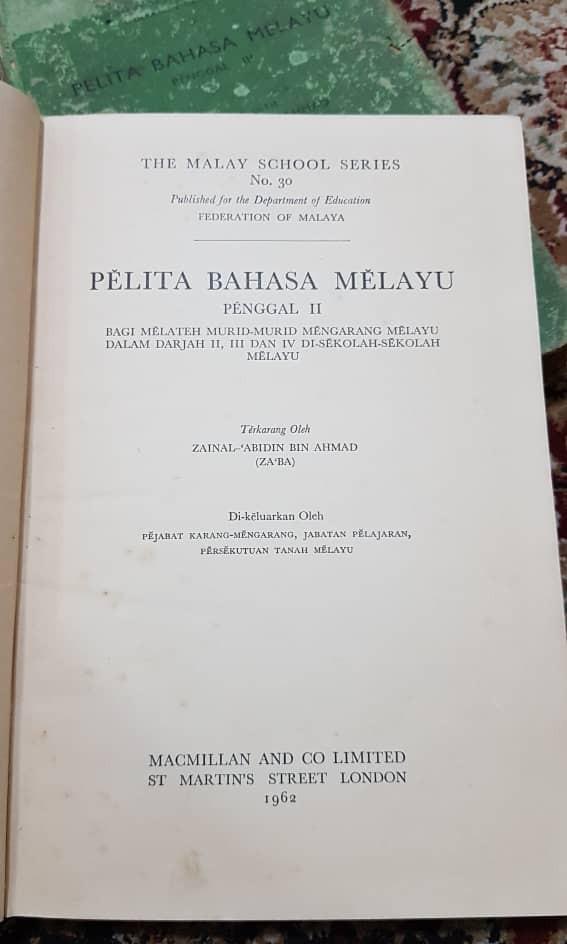 PELITA BAHASA MELAYU
PENGGAL II
THE MALAY SCHOOL SERIES
No. 30
Published for the Department of Education
FEDERATION OF MALAYA
PĔLITA BAHASA MĔLAYU
PĔNGGAL II
BAGI MĔLATEH MURID-MURID MĔNGARANG MĔLAYU
DALAM DARJAH II, III DAN IV DI-SĔKOLAH-SĔKOLAH
MĔLAYU
Tĕrkarang Oleh
ZAINAL-‘ABIDIN BIN AHMAD
(ZA‘BA)
Di-kĕluarkan Oleh
PĔJABAT KARANG-MĔNGARANG, JABATAN PĔLAJARAN,
PĔRSĔKUTUAN TANAH MĔLAYU
MACMILLAN AND CO LIMITED
ST MARTIN'S STREET LONDON
1962